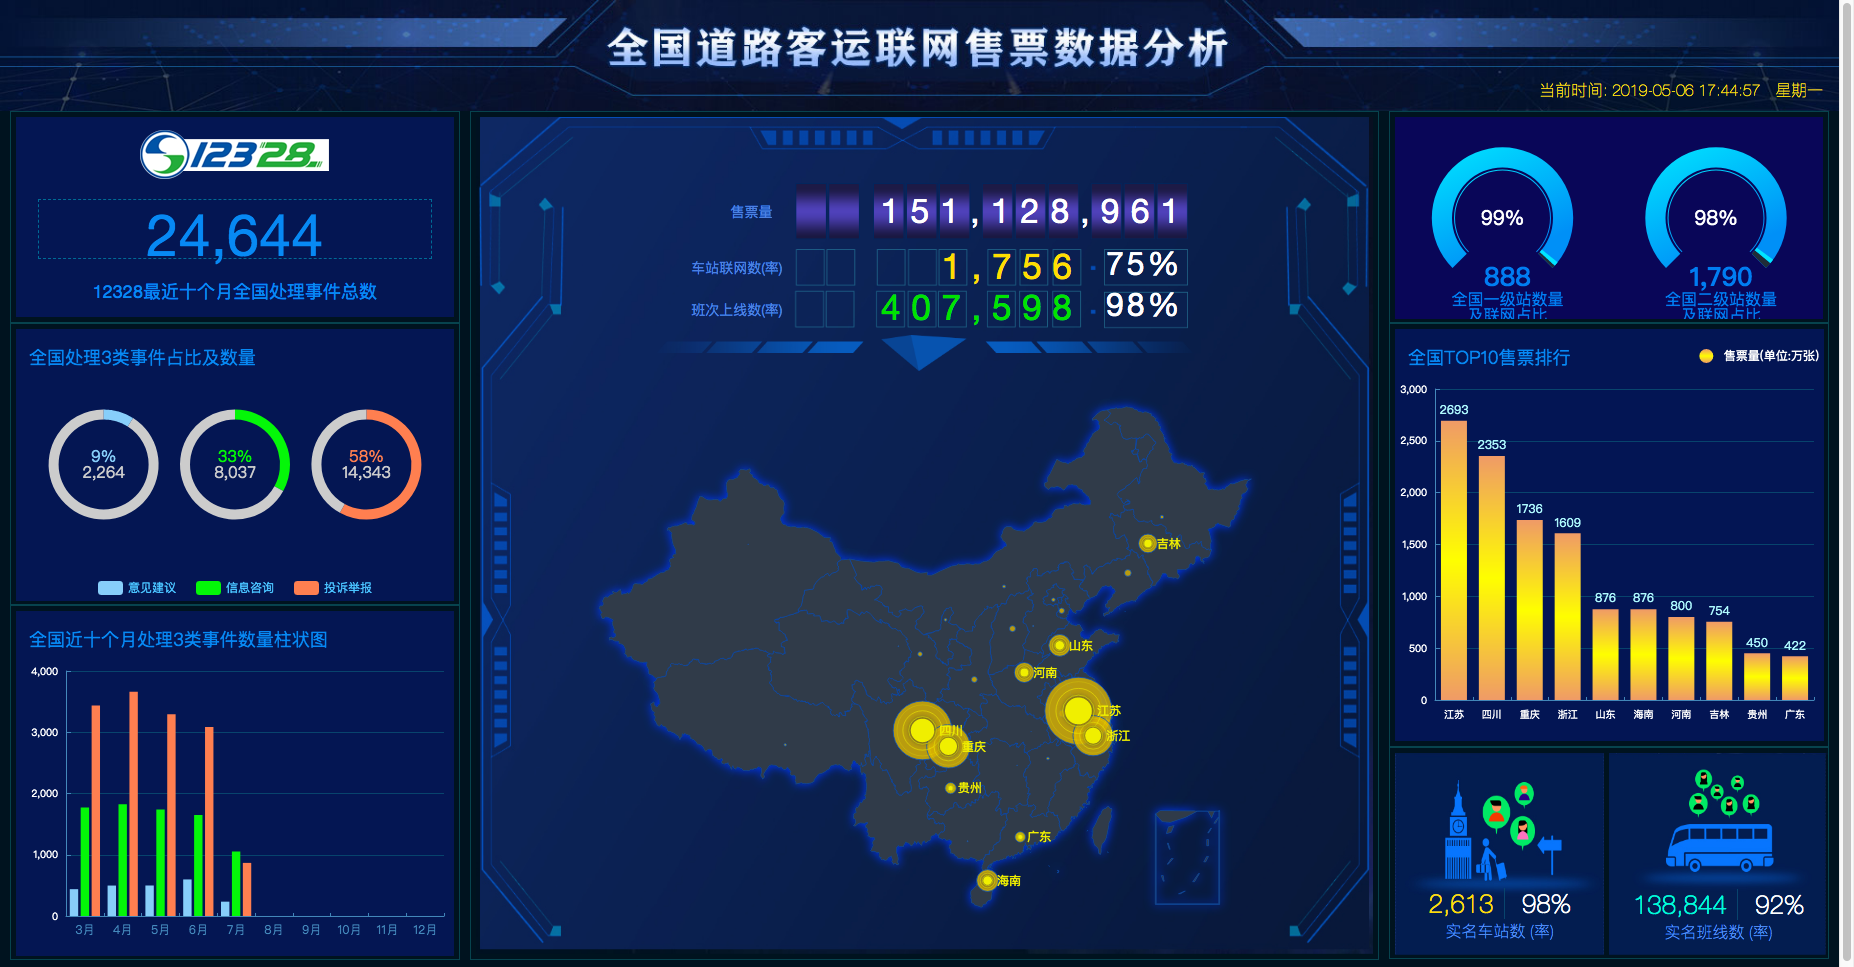 全国道路客运联网售票数据分析
当前时间: 2019-05-06 17:44:57 星期一
12328
24,644
12328最近十个月全国处理事件总数
全国处理3类事件占比及数量
9%
2,264
33%
8,037
58%
14,343
意见建议 信息咨询 投诉举报
全国近十个月处理3类事件数量柱状图
4,000
3,000
2,000
1,000
0
3月 4月 5月 6月 7月 8月 9月 10月 11月 12月
售票量 151,128,961
车站联网数(率) 1,756 75%
班次上线数(率) 407,598 98%
吉林
山东
河南
江苏
浙江
四川
重庆
贵州
广东
海南
99%
888
全国一级站数量
及联网占比
98%
1,790
全国二级站数量
及联网占比
全国TOP10售票排行
售票量(单位:万张)
3,000
2,500
2,000
1,500
1,000
500
0
2693 2353 1736 1609 876 876 800 754 450 422
江苏 四川 重庆 浙江 山东 海南 河南 吉林 贵州 广东
2,613 98%
实名车站数 (率)
138,844 92%
实名班线数 (率)